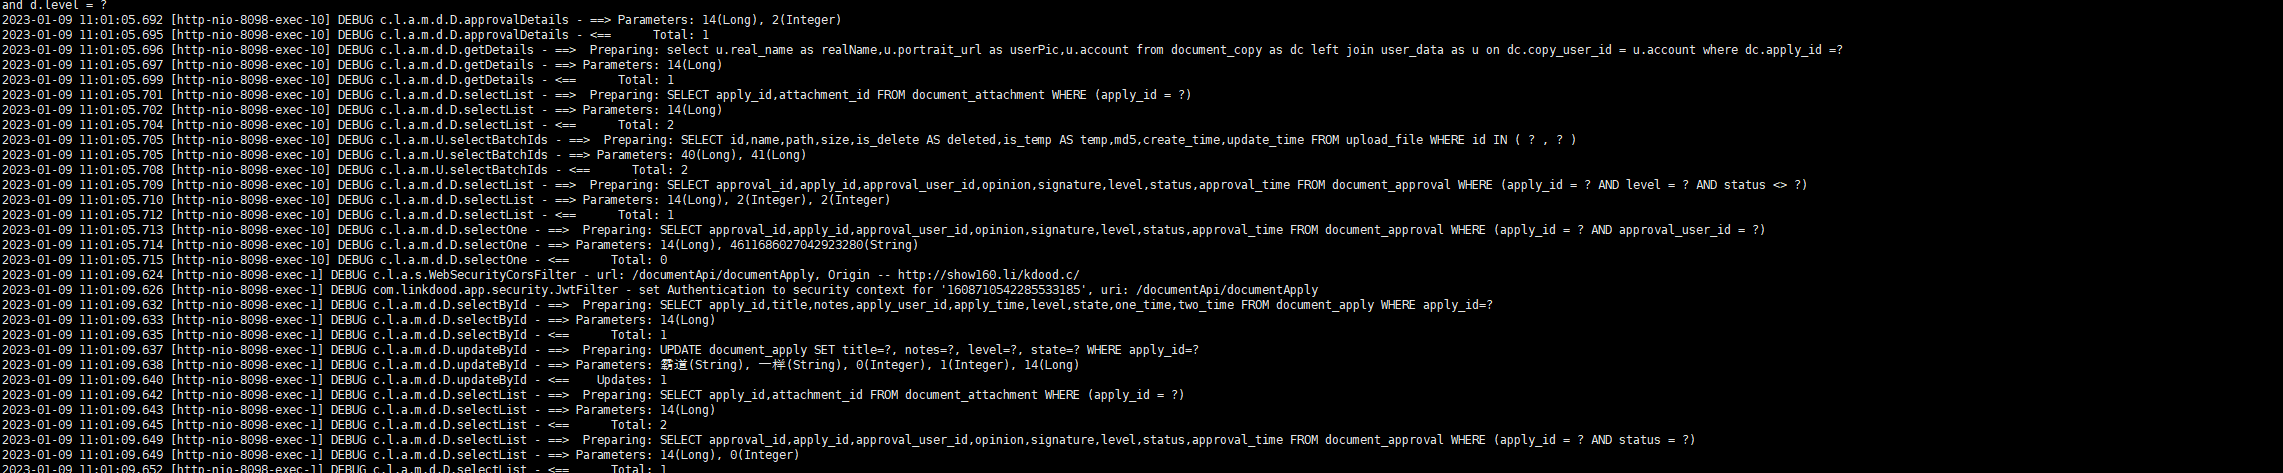 and d.level = ?
2023-01-09 11:01:05.692 [http-nio-8098-exec-10] DEBUG c.l.a.m.d.D.approvalDetails - ==> Parameters: 14(Long), 2(Integer)
2023-01-09 11:01:05.695 [http-nio-8098-exec-10] DEBUG c.l.a.m.d.D.approvalDetails - <==      Total: 1
2023-01-09 11:01:05.696 [http-nio-8098-exec-10] DEBUG c.l.a.m.d.D.getDetails - ==>  Preparing: select u.real_name as realName,u.portrait_url as userPic,u.account from document_copy as dc left join user_data as u on dc.copy_user_id = u.account where dc.apply_id =?
2023-01-09 11:01:05.697 [http-nio-8098-exec-10] DEBUG c.l.a.m.d.D.getDetails - ==> Parameters: 14(Long)
2023-01-09 11:01:05.699 [http-nio-8098-exec-10] DEBUG c.l.a.m.d.D.getDetails - <==      Total: 1
2023-01-09 11:01:05.701 [http-nio-8098-exec-10] DEBUG c.l.a.m.d.D.selectList - ==>  Preparing: SELECT apply_id,attachment_id FROM document_attachment WHERE (apply_id = ?)
2023-01-09 11:01:05.702 [http-nio-8098-exec-10] DEBUG c.l.a.m.d.D.selectList - ==> Parameters: 14(Long)
2023-01-09 11:01:05.704 [http-nio-8098-exec-10] DEBUG c.l.a.m.d.D.selectList - <==      Total: 2
2023-01-09 11:01:05.705 [http-nio-8098-exec-10] DEBUG c.l.a.m.U.selectBatchIds - ==>  Preparing: SELECT id,name,path,size,is_delete AS deleted,is_temp AS temp,md5,create_time,update_time FROM upload_file WHERE id IN ( ? , ? )
2023-01-09 11:01:05.705 [http-nio-8098-exec-10] DEBUG c.l.a.m.U.selectBatchIds - ==> Parameters: 40(Long), 41(Long)
2023-01-09 11:01:05.708 [http-nio-8098-exec-10] DEBUG c.l.a.m.U.selectBatchIds - <==      Total: 2
2023-01-09 11:01:05.709 [http-nio-8098-exec-10] DEBUG c.l.a.m.d.D.selectList - ==>  Preparing: SELECT approval_id,apply_id,approval_user_id,opinion,signature,level,status,approval_time FROM document_approval WHERE (apply_id = ? AND level = ? AND status <> ?)
2023-01-09 11:01:05.710 [http-nio-8098-exec-10] DEBUG c.l.a.m.d.D.selectList - ==> Parameters: 14(Long), 2(Integer), 2(Integer)
2023-01-09 11:01:05.712 [http-nio-8098-exec-10] DEBUG c.l.a.m.d.D.selectList - <==      Total: 1
2023-01-09 11:01:05.713 [http-nio-8098-exec-10] DEBUG c.l.a.m.d.D.selectOne - ==>  Preparing: SELECT approval_id,apply_id,approval_user_id,opinion,signature,level,status,approval_time FROM document_approval WHERE (apply_id = ? AND approval_user_id = ?)
2023-01-09 11:01:05.714 [http-nio-8098-exec-10] DEBUG c.l.a.m.d.D.selectOne - ==> Parameters: 14(Long), 4611686027042923280(String)
2023-01-09 11:01:05.715 [http-nio-8098-exec-10] DEBUG c.l.a.m.d.D.selectOne - <==      Total: 0
2023-01-09 11:01:09.624 [http-nio-8098-exec-1] DEBUG c.l.a.s.WebSecurityCorsFilter - url: /documentApi/documentApply, Origin -- http://show160.li/kdood.c/
2023-01-09 11:01:09.626 [http-nio-8098-exec-1] DEBUG com.linkdood.app.security.JwtFilter - set Authentication to security context for '1608710542285533185', uri: /documentApi/documentApply
2023-01-09 11:01:09.632 [http-nio-8098-exec-1] DEBUG c.l.a.m.d.D.selectById - ==>  Preparing: SELECT apply_id,title,notes,apply_user_id,apply_time,level,state,one_time,two_time FROM document_apply WHERE apply_id=?
2023-01-09 11:01:09.633 [http-nio-8098-exec-1] DEBUG c.l.a.m.d.D.selectById - ==> Parameters: 14(Long)
2023-01-09 11:01:09.635 [http-nio-8098-exec-1] DEBUG c.l.a.m.d.D.selectById - <==      Total: 1
2023-01-09 11:01:09.637 [http-nio-8098-exec-1] DEBUG c.l.a.m.d.D.updateById - ==>  Preparing: UPDATE document_apply SET title=?, notes=?, level=?, state=? WHERE apply_id=?
2023-01-09 11:01:09.638 [http-nio-8098-exec-1] DEBUG c.l.a.m.d.D.updateById - ==> Parameters: 霸道(String), 一样(String), 0(Integer), 1(Integer), 14(Long)
2023-01-09 11:01:09.640 [http-nio-8098-exec-1] DEBUG c.l.a.m.d.D.updateById - <==    Updates: 1
2023-01-09 11:01:09.642 [http-nio-8098-exec-1] DEBUG c.l.a.m.d.D.selectList - ==>  Preparing: SELECT apply_id,attachment_id FROM document_attachment WHERE (apply_id = ?)
2023-01-09 11:01:09.643 [http-nio-8098-exec-1] DEBUG c.l.a.m.d.D.selectList - ==> Parameters: 14(Long)
2023-01-09 11:01:09.645 [http-nio-8098-exec-1] DEBUG c.l.a.m.d.D.selectList - <==      Total: 2
2023-01-09 11:01:09.649 [http-nio-8098-exec-1] DEBUG c.l.a.m.d.D.selectList - ==>  Preparing: SELECT approval_id,apply_id,approval_user_id,opinion,signature,level,status,approval_time FROM document_approval WHERE (apply_id = ? AND status = ?)
2023-01-09 11:01:09.649 [http-nio-8098-exec-1] DEBUG c.l.a.m.d.D.selectList - ==> Parameters: 14(Long), 0(Integer)
2023-01-09 11:01:09.652 [http-nio-8098-exec-1] DEBUG c.l.a.m.d.D.selectList - <==      Total: 1